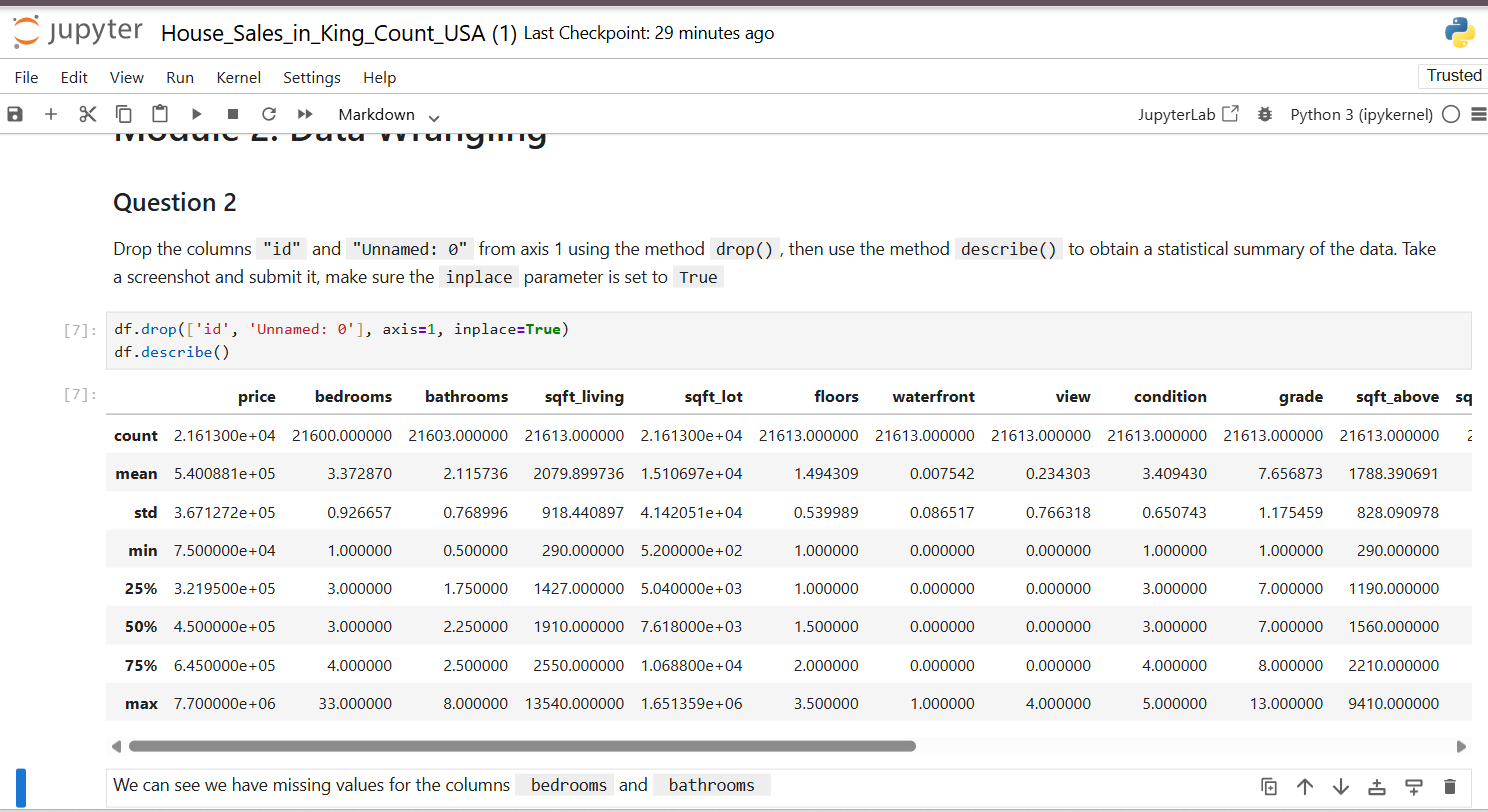 jupyter House_Sales_in_King_Count_USA (1) Last Checkpoint: 29 minutes ago
File Edit View Run Kernel Settings Help
Trusted
Markdown JupyterLab Python 3 (ipykernel)
Module 2: Data Wrangling
Question 2
Drop the columns "id" and "Unnamed: 0" from axis 1 using the method drop(), then use the method describe() to obtain a statistical summary of the data. Take
a screenshot and submit it, make sure the inplace parameter is set to True
[7]: df.drop(['id', 'Unnamed: 0'], axis=1, inplace=True)
df.describe()
[7]:
price bedrooms bathrooms sqft_living sqft_lot floors waterfront view condition grade sqft_above sq
count 2.161300e+04 21600.000000 21603.000000 21613.000000 2.161300e+04 21613.000000 21613.000000 21613.000000 21613.000000 21613.000000 21613.000000 2
mean 5.400881e+05 3.372870 2.115736 2079.899736 1.510697e+04 1.494309 0.007542 0.234303 3.409430 7.656873 1788.390691
std 3.671272e+05 0.926657 0.768996 918.440897 4.142051e+04 0.539989 0.086517 0.766318 0.650743 1.175459 828.090978
min 7.500000e+04 1.000000 0.500000 290.000000 5.200000e+02 1.000000 0.000000 0.000000 1.000000 1.000000 290.000000
25% 3.219500e+05 3.000000 1.750000 1427.000000 5.040000e+03 1.000000 0.000000 0.000000 3.000000 7.000000 1190.000000
50% 4.500000e+05 3.000000 2.250000 1910.000000 7.618000e+03 1.500000 0.000000 0.000000 3.000000 7.000000 1560.000000
75% 6.450000e+05 4.000000 2.500000 2550.000000 1.068800e+04 2.000000 0.000000 0.000000 4.000000 8.000000 2210.000000
max 7.700000e+06 33.000000 8.000000 13540.000000 1.651359e+06 3.500000 1.000000 4.000000 5.000000 13.000000 9410.000000
We can see we have missing values for the columns bedrooms and bathrooms